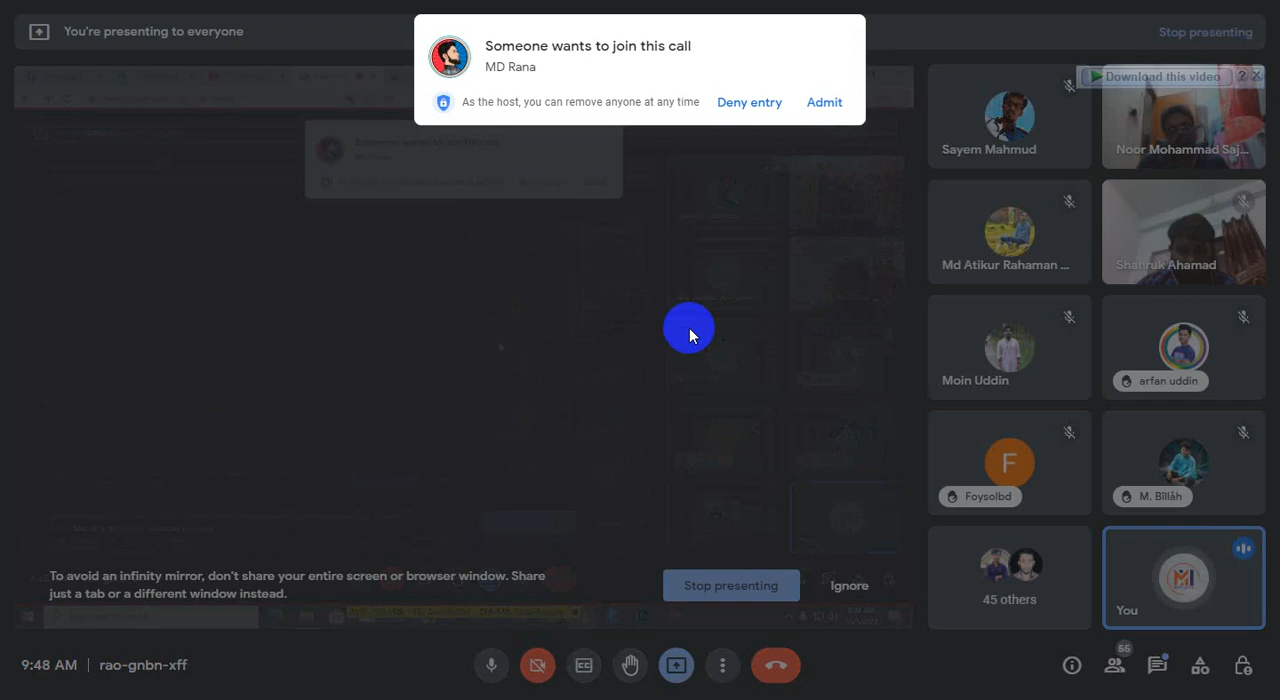 You're presenting to everyone
Stop presenting
Someone wants to join this call
MD Rana
As the host, you can remove anyone at any time
Deny entry
Admit
Download this video
?
X
Sayem Mahmud
Noor Mohammad Saj...
Md Atikur Rahaman ...
Shahruk Ahamad
Moin Uddin
arfan uddin
F
Foysolbd
M. Billåh
45 others
You
To avoid an infinity mirror, don't share your entire screen or browser window. Share
just a tab or a different window instead.
Stop presenting
Ignore
9:48 AM
rao-gnbn-xff
55